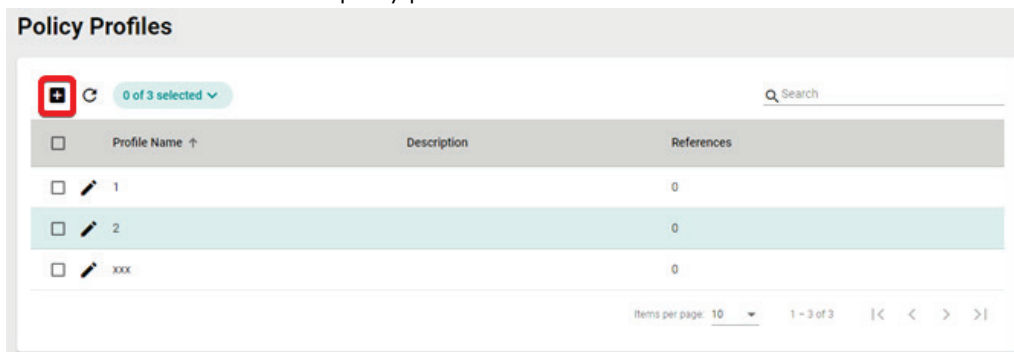 Policy Profiles
0 of 3 selected
Search
Profile Name Description References
1 0
2 0
xxx 0
Items per page: 10 1 – 3 of 3